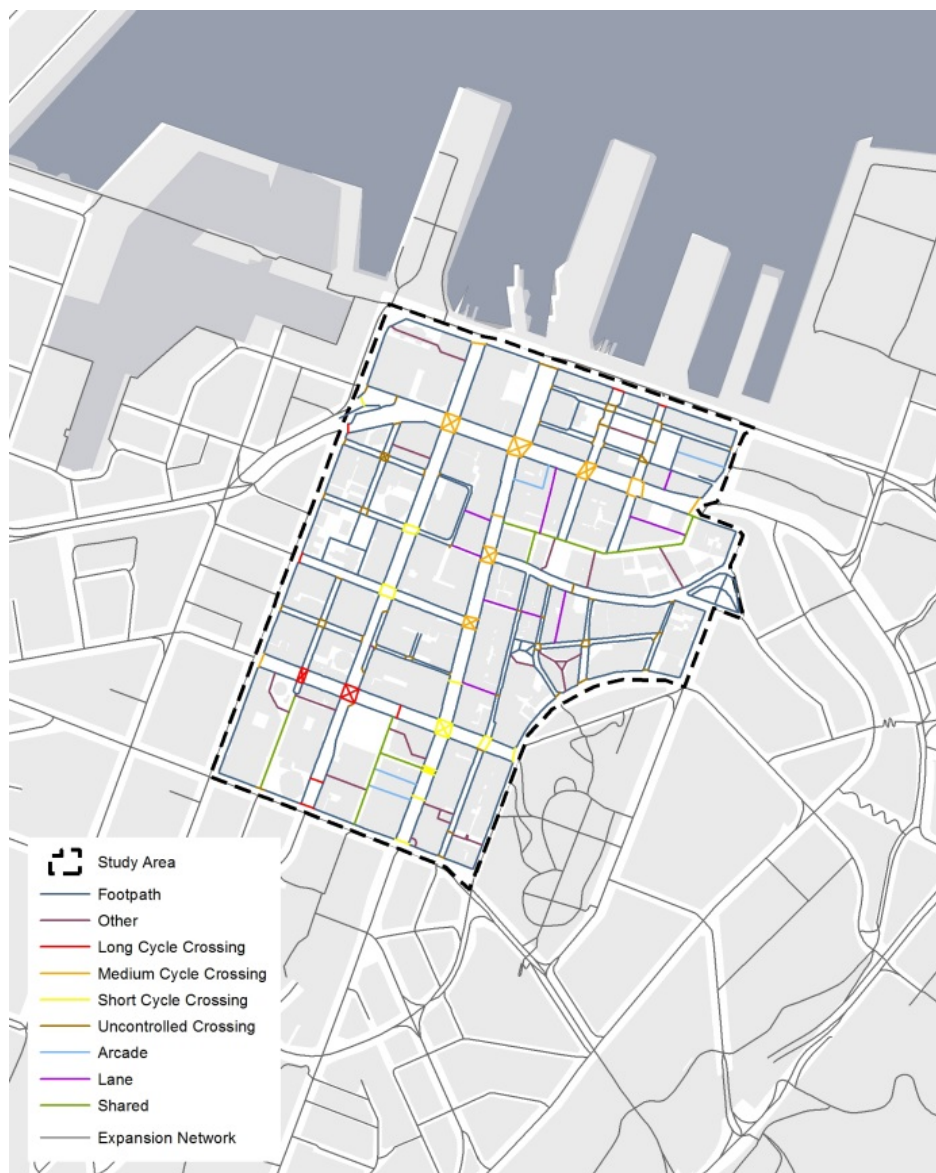 Study Area
Footpath
Other
Long Cycle Crossing
Medium Cycle Crossing
Short Cycle Crossing
Uncontrolled Crossing
Arcade
Lane
Shared
Expansion Network